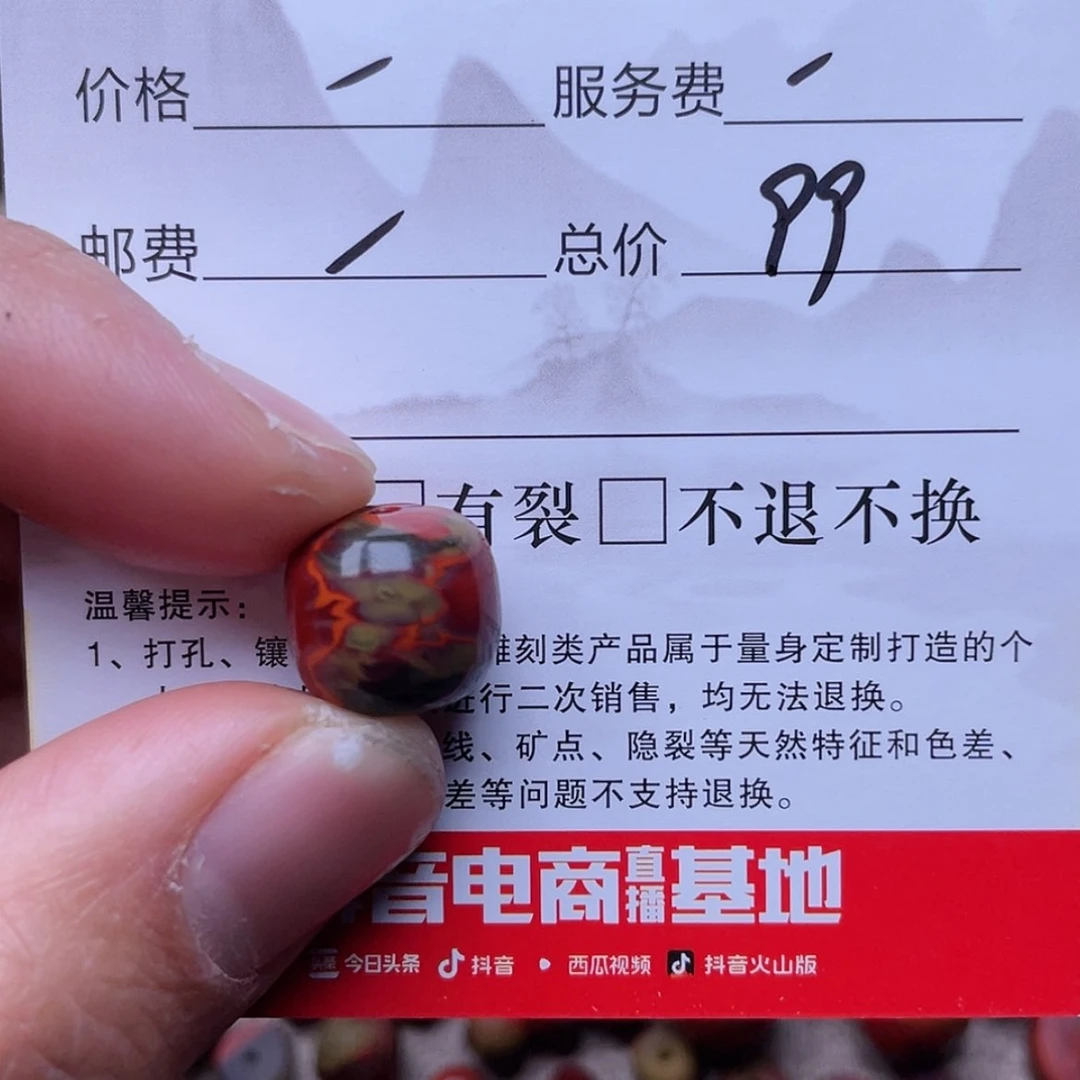 价格 服务费
邮费 总价 99
□有裂 □不退不换
温馨提示：
1、打孔、镶 雕刻类产品属于量身定制打造的个
进行二次销售，均无法退换。
线、矿点、隐裂等天然特征和色差、
差等问题不支持退换。
音电商直播基地
今日头条 抖音 · 西瓜视频 抖音火山版